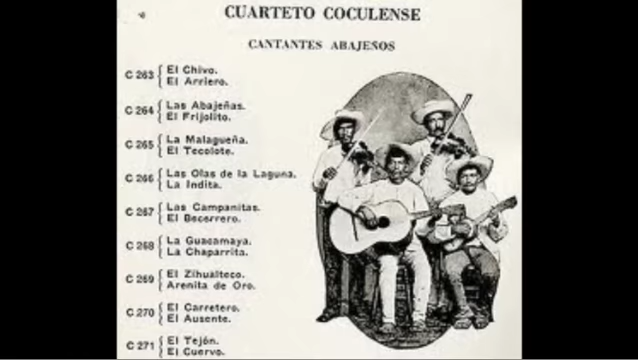 CUARTETO COCULENSE
CANTANTES ABAJEÑOS
C 263 { El Chivo.
El Arriero.
C 264 { Las Abajeñas.
El Frijolito.
C 265 { La Malagueña.
El Tecolote.
C 266 { Las Olas de la Laguna.
La Indita.
C 267 { Las Campanitas.
El Becerrero.
C 268 { La Guacamaya.
La Chaparrita.
C 269 { El Zihualteco.
Arenita de Oro.
C 270 { El Carretero.
El Ausente.
C 271 { El Tejón.
El Cuervo.